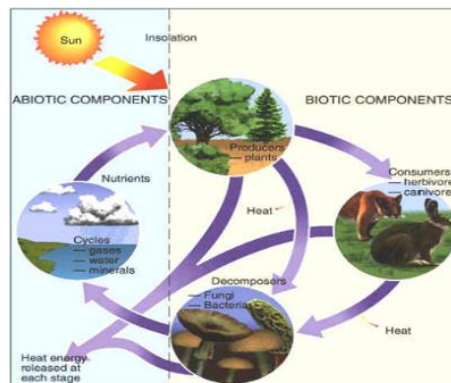 Sun
Insolation
ABIOTIC COMPONENTS
BIOTIC COMPONENTS
Producers
— plants
Nutrients
Consumers
— herbivore
— carnivore
Heat
Cycles
— gases
— water
— minerals
Decomposers
— Fungi
— Bacteria
Heat
Heat energy
released at
each stage